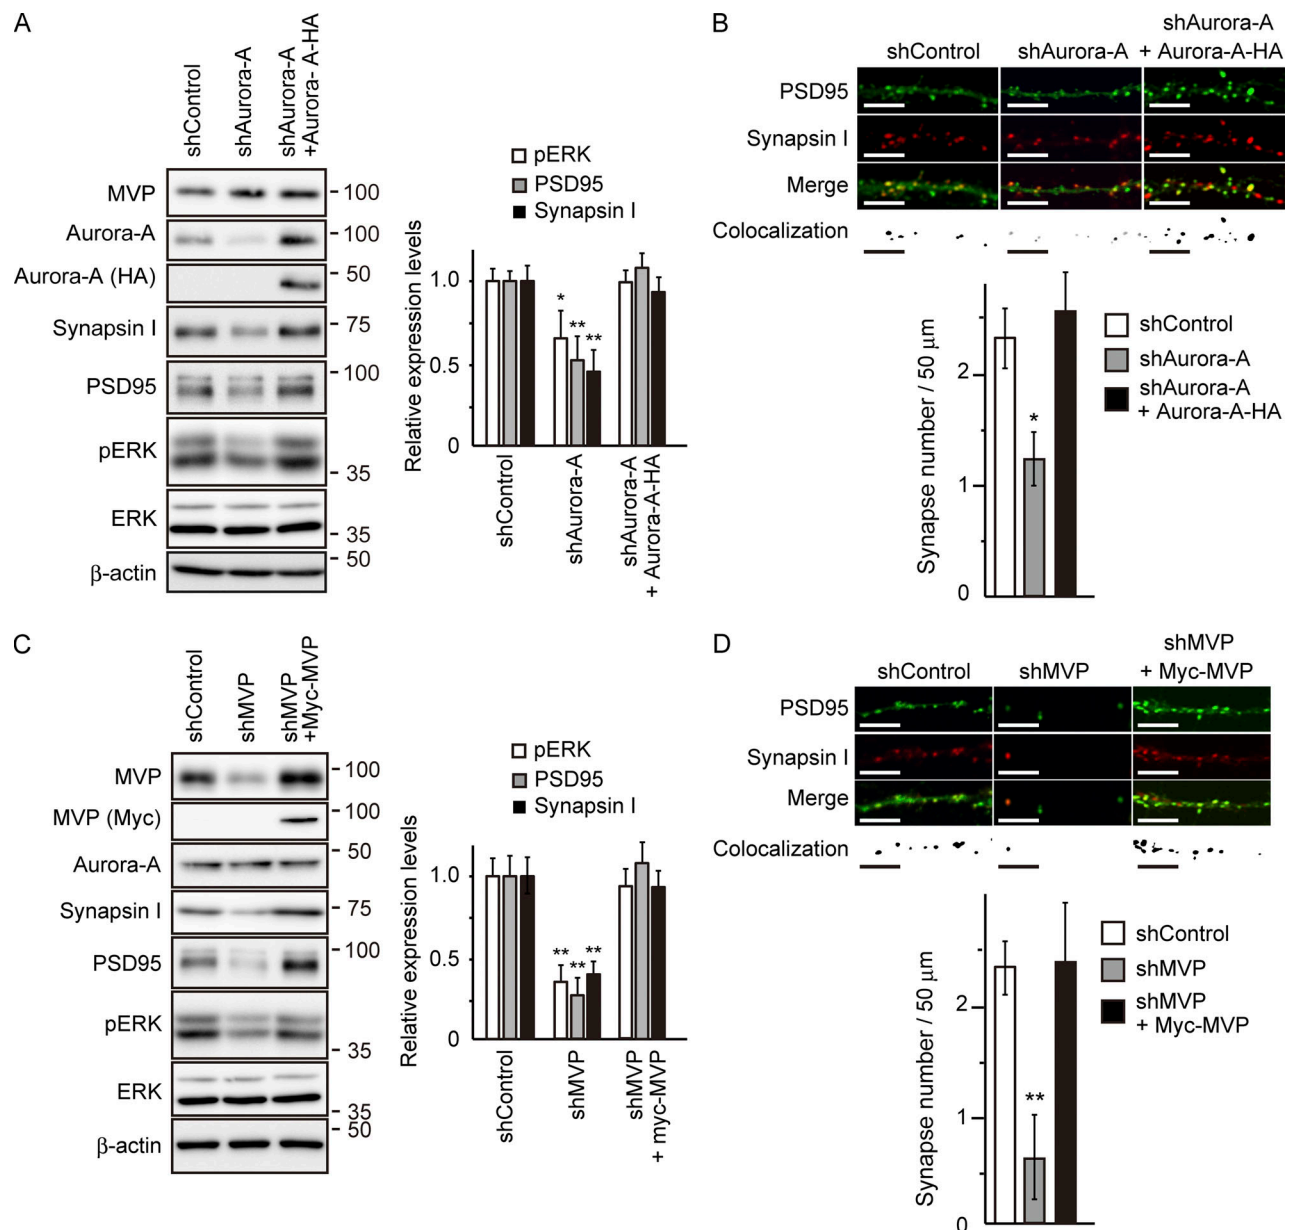 A
shControl
shAurora-A
shAurora-A
+Aurora- A-HA
MVP
- 100
Aurora-A
- 100
Aurora-A (HA)
- 50
Synapsin I
- 75
PSD95
- 100
pERK
- 35
ERK
- 35
β-actin
- 50
pERK
PSD95
Synapsin I
Relative expression levels
1.0
0.5
0
*
**
**
shControl
shAurora-A
shAurora-A
+ Aurora-A-HA
B
shControl
shAurora-A
shAurora-A
+ Aurora-A-HA
PSD95
Synapsin I
Merge
Colocalization
Synapse number / 50 μm
2
1
0
*
shControl
shAurora-A
shAurora-A
+ Aurora-A-HA
C
shControl
shMVP
shMVP
+Myc-MVP
MVP
- 100
MVP (Myc)
- 100
Aurora-A
- 50
Synapsin I
- 75
PSD95
- 100
pERK
- 35
ERK
- 35
β-actin
- 50
pERK
PSD95
Synapsin I
Relative expression levels
1.0
0.5
0
**
**
**
shControl
shMVP
shMVP
+ myc-MVP
D
shControl
shMVP
shMVP
+ Myc-MVP
PSD95
Synapsin I
Merge
Colocalization
Synapse number / 50 μm
2
1
0
**
shControl
shMVP
shMVP
+ Myc-MVP